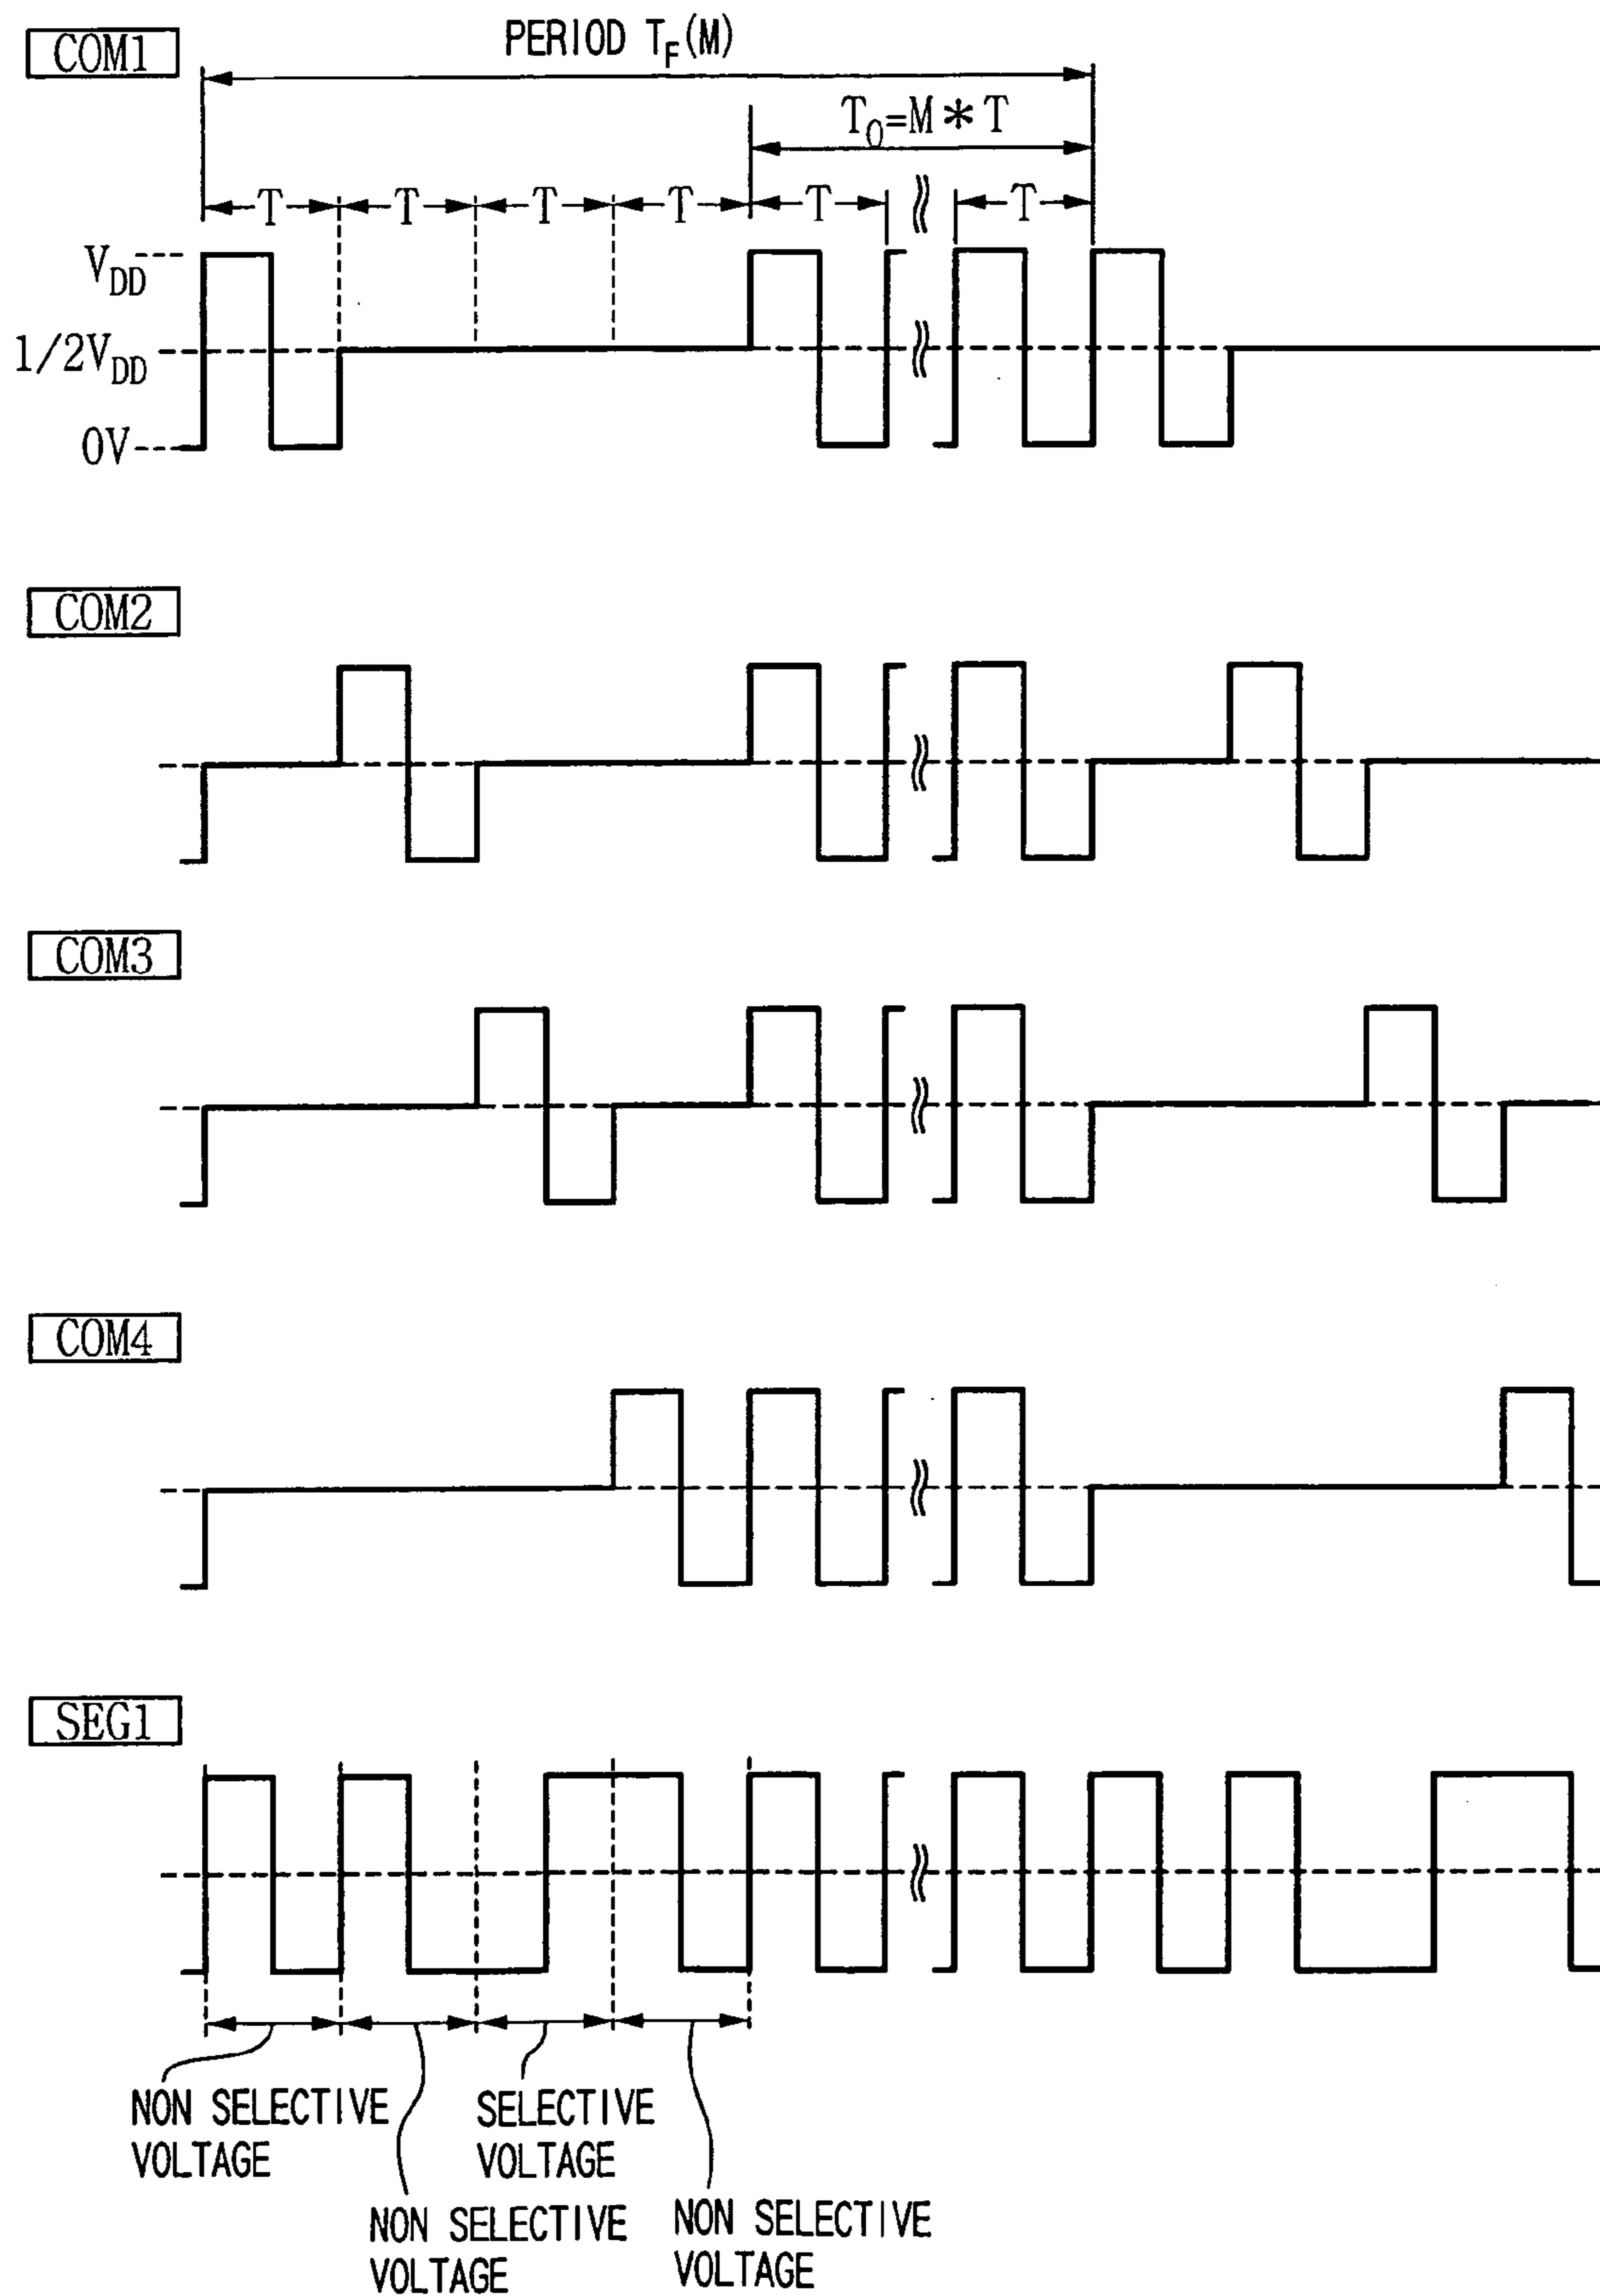 COM1
PERIOD T_F(M)
T_O=M*T
T T T T T T
V_DD
1/2V_DD
0V
COM2
COM3
COM4
SEG1
NON SELECTIVE
VOLTAGE
SELECTIVE
VOLTAGE
NON SELECTIVE
VOLTAGE
NON SELECTIVE
VOLTAGE